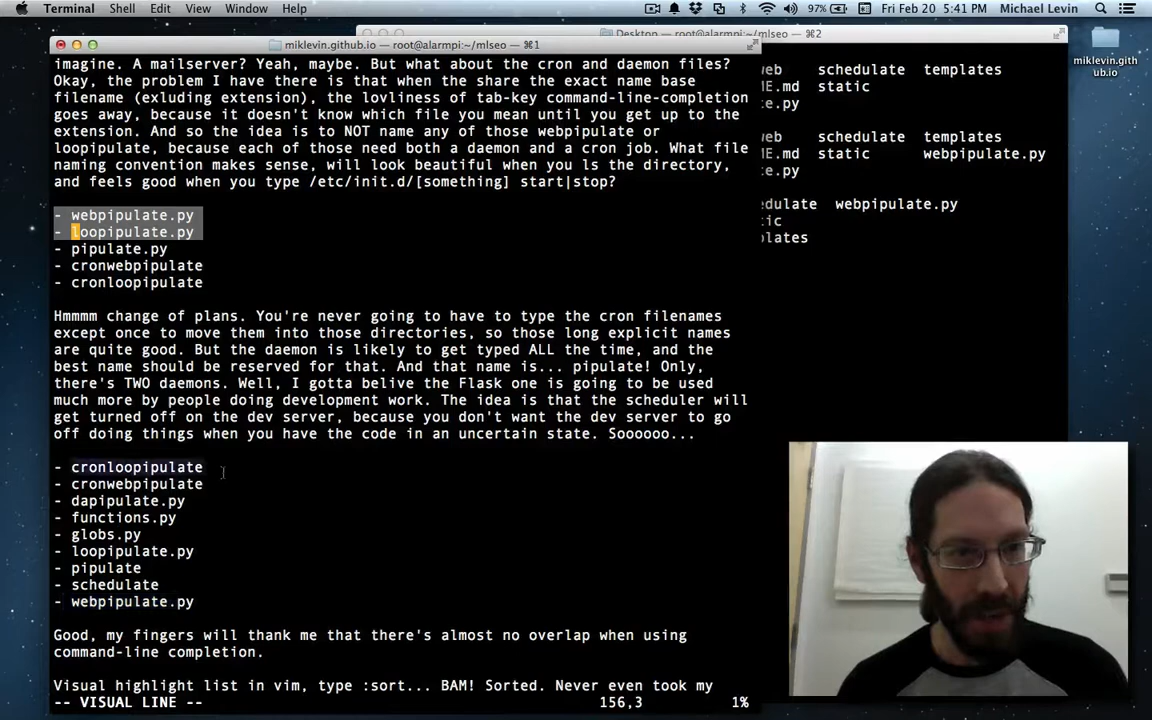 Terminal Shell Edit View Window Help 97% Fri Feb 20 5:41 PM Michael Levin
Desktop — root@alarmpi:~/mlseo — ⌘2
miklevin.github.io — root@alarmpi:~/mlseo — ⌘1
miklevin.gith
ub.io
imagine. A mailserver? Yeah, maybe. But what about the cron and daemon files?
Okay, the problem I have there is that when the share the exact name base
filename (exluding extension), the lovliness of tab-key command-line-completion
goes away, because it doesn't know which file you mean until you get up to the
extension. And so the idea is to NOT name any of those webpipulate or
loopipulate, because each of those need both a daemon and a cron job. What file
naming convention makes sense, will look beautiful when you ls the directory,
and feels good when you type /etc/init.d/[something] start|stop?
- webpipulate.py
- loopipulate.py
- pipulate.py
- cronwebpipulate
- cronloopipulate
Hmmmm change of plans. You're never going to have to type the cron filenames
except once to move them into those directories, so those long explicit names
are quite good. But the daemon is likely to get typed ALL the time, and the
best name should be reserved for that. And that name is... pipulate! Only,
there's TWO daemons. Well, I gotta belive the Flask one is going to be used
much more by people doing development work. The idea is that the scheduler will
get turned off on the dev server, because you don't want the dev server to go
off doing things when you have the code in an uncertain state. Soooooo...
- cronloopipulate
- cronwebpipulate
- dapipulate.py
- functions.py
- globs.py
- loopipulate.py
- pipulate
- schedulate
- webpipulate.py
Good, my fingers will thank me that there's almost no overlap when using
command-line completion.
Visual highlight list in vim, type :sort... BAM! Sorted. Never even took my
-- VISUAL LINE -- 156,3 1%
web schedulate templates
ME.md static
te.py
web schedulate templates
ME.md static webpipulate.py
te.py
edulate webpipulate.py
tic
plates